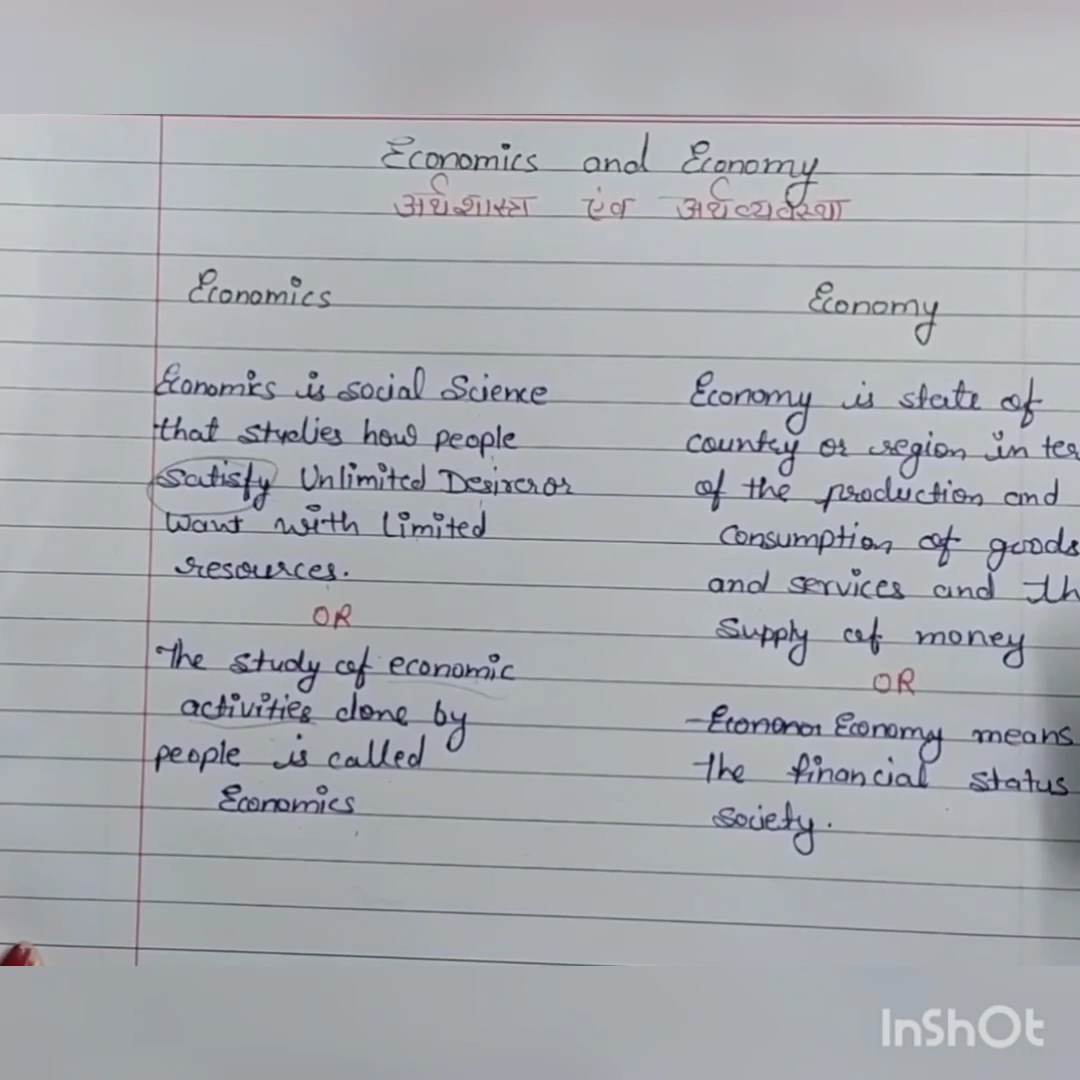 Economics and Economy
अर्थशास्त्र एंव अर्थव्यवस्था
Economics
Economics is social Science
that studies how people
satisfy Unlimited Desire or
want with limited
resources.
OR
The study of economic
activities done by
people is called
Economics
Economy
Economy is state of
country or region in ter
of the production and
consumption of goods
and services and th
supply of money
OR
Economy means
the financial status
society.
InShOt